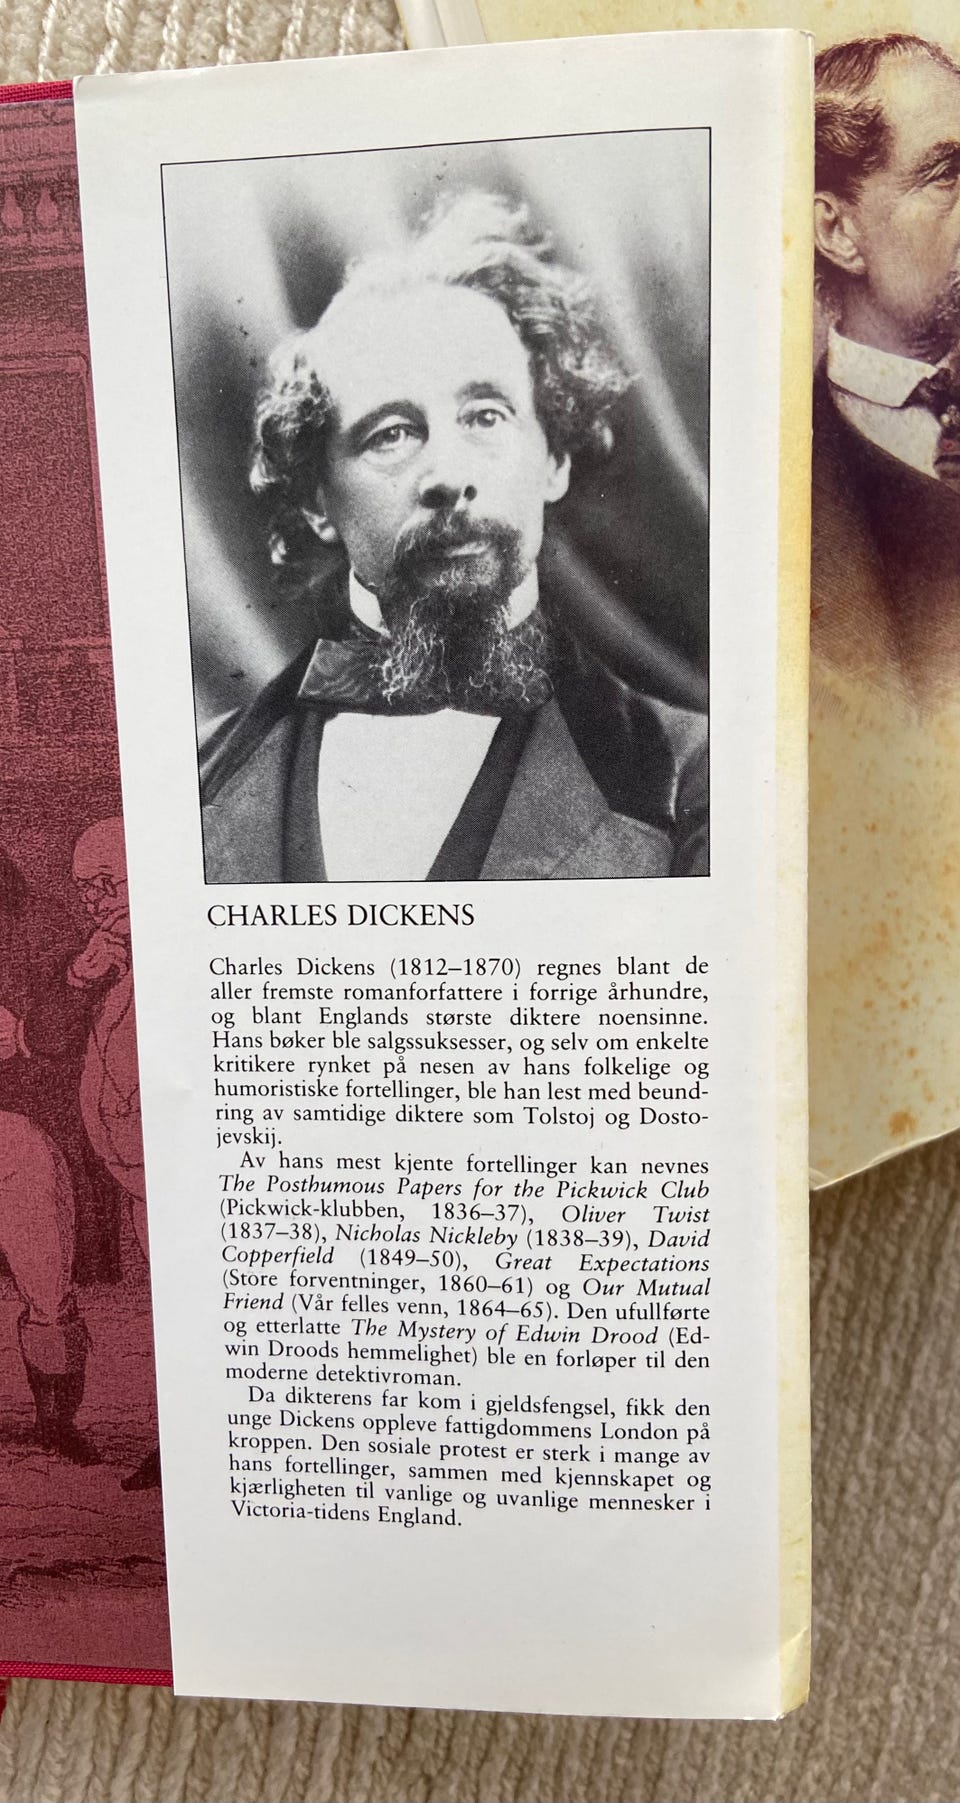 CHARLES DICKENS
Charles Dickens (1812–1870) regnes blant de
aller fremste romanforfattere i forrige århundre,
og blant Englands største diktere noensinne.
Hans bøker ble salgssuksesser, og selv om enkelte
kritikere rynket på nesen av hans folkelige og
humoristiske fortellinger, ble han lest med beund-
ring av samtidige diktere som Tolstoj og Dosto-
jevskij.
Av hans mest kjente fortellinger kan nevnes
The Posthumous Papers for the Pickwick Club
(Pickwick-klubben, 1836–37), Oliver Twist
(1837–38), Nicholas Nickleby (1838–39), David
Copperfield (1849–50), Great Expectations
(Store forventninger, 1860–61) og Our Mutual
Friend (Vår felles venn, 1864–65). Den ufullførte
og etterlatte The Mystery of Edwin Drood (Ed-
win Droods hemmelighet) ble en forløper til den
moderne detektivroman.
Da dikterens far kom i gjeldsfengsel, fikk den
unge Dickens oppleve fattigdommens London på
kroppen. Den sosiale protest er sterk i mange av
hans fortellinger, sammen med kjennskapet og
kjærligheten til vanlige og uvanlige mennesker i
Victoria-tidens England.